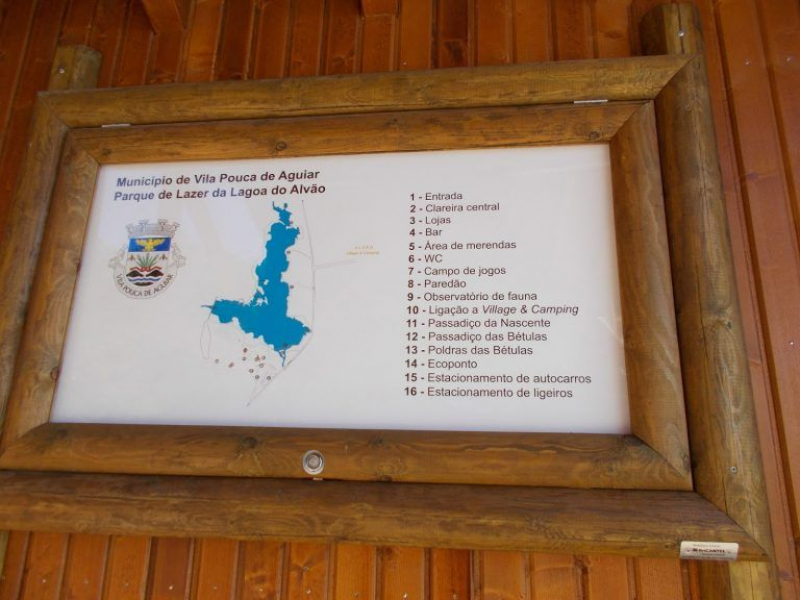 Município de Vila Pouca de Aguiar
Parque de Lazer da Lagoa do Alvão
VILA POUCA DE AGUIAR
1 - Entrada
2 - Clareira central
3 - Lojas
4 - Bar
5 - Área de merendas
6 - WC
7 - Campo de jogos
8 - Paredão
9 - Observatório de fauna
10 - Ligação a Village & Camping
11 - Passadiço da Nascente
12 - Passadiço das Bétulas
13 - Poldras das Bétulas
14 - Ecoponto
15 - Estacionamento de autocarros
16 - Estacionamento de ligeiros